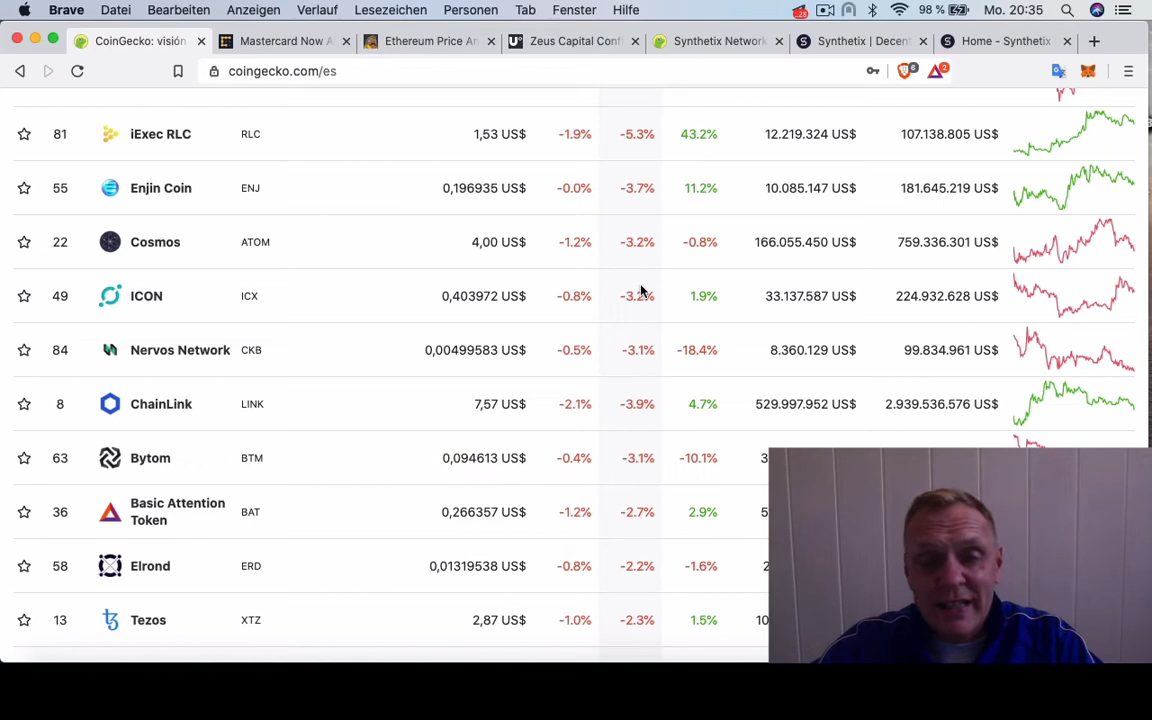 Brave Datei Bearbeiten Anzeigen Verlauf Lesezeichen Personen Tab Fenster Hilfe 98 % Mo. 20:35
CoinGecko: visión Mastercard Now A Ethereum Price An Zeus Capital Confi Synthetix Network Synthetix | Decent Home - Synthetix
coingecko.com/es 6 2
81 iExec RLC RLC 1,53 US$ -1.9% -5.3% 43.2% 12.219.324 US$ 107.138.805 US$
55 Enjin Coin ENJ 0,196935 US$ -0.0% -3.7% 11.2% 10.085.147 US$ 181.645.219 US$
22 Cosmos ATOM 4,00 US$ -1.2% -3.2% -0.8% 166.055.450 US$ 759.336.301 US$
49 ICON ICX 0,403972 US$ -0.8% -3.2% 1.9% 33.137.587 US$ 224.932.628 US$
84 Nervos Network CKB 0,00499583 US$ -0.5% -3.1% -18.4% 8.360.129 US$ 99.834.961 US$
8 ChainLink LINK 7,57 US$ -2.1% -3.9% 4.7% 529.997.952 US$ 2.939.536.576 US$
63 Bytom BTM 0,094613 US$ -0.4% -3.1% -10.1% 3
36 Basic Attention Token BAT 0,266357 US$ -1.2% -2.7% 2.9% 5
58 Elrond ERD 0,01319538 US$ -0.8% -2.2% -1.6% 2
13 Tezos XTZ 2,87 US$ -1.0% -2.3% 1.5% 10